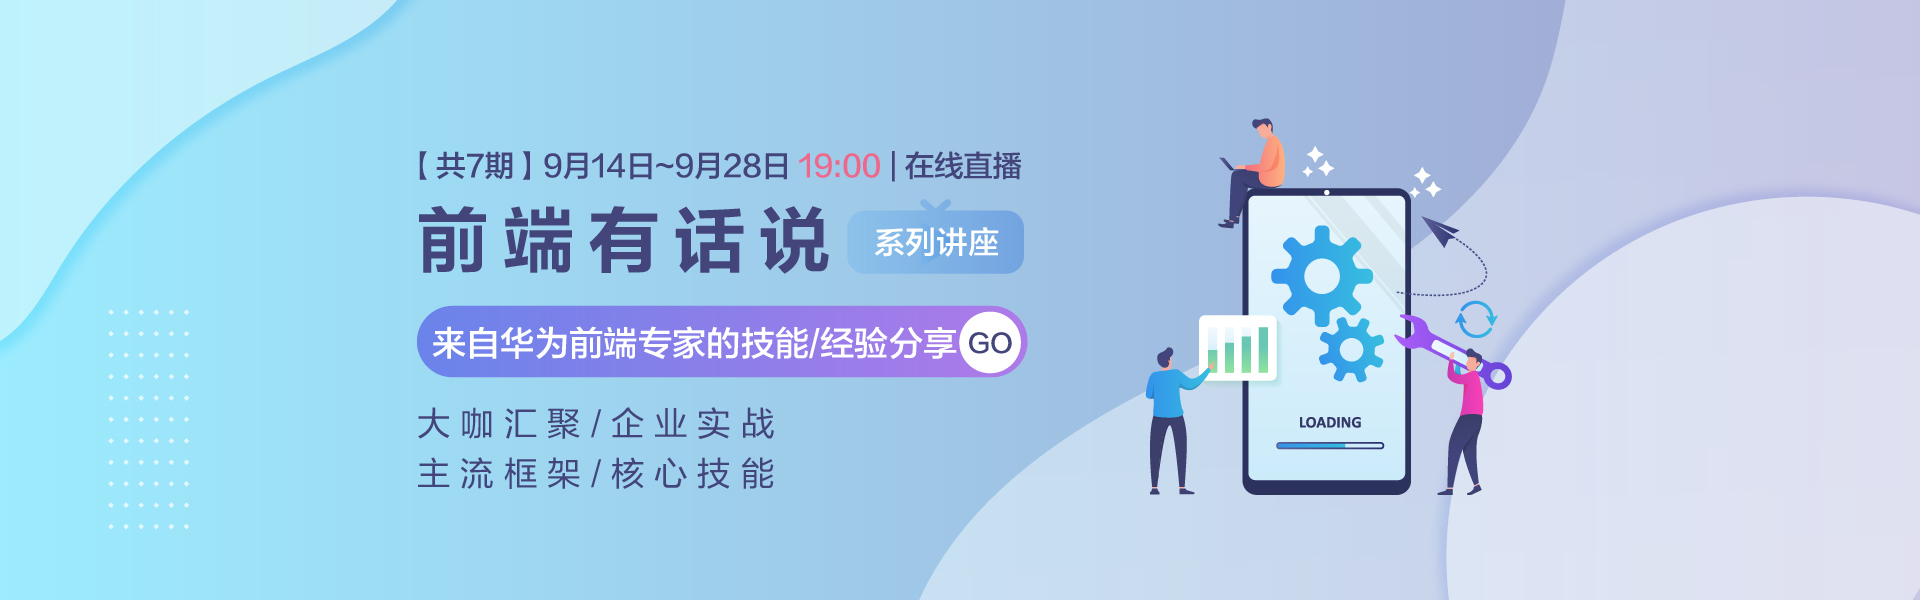 【共7期】9月14日~9月28日 19:00 | 在线直播
前端有话说 系列讲座
来自华为前端专家的技能/经验分享 GO
大咖汇聚/企业实战
主流框架/核心技能
LOADING